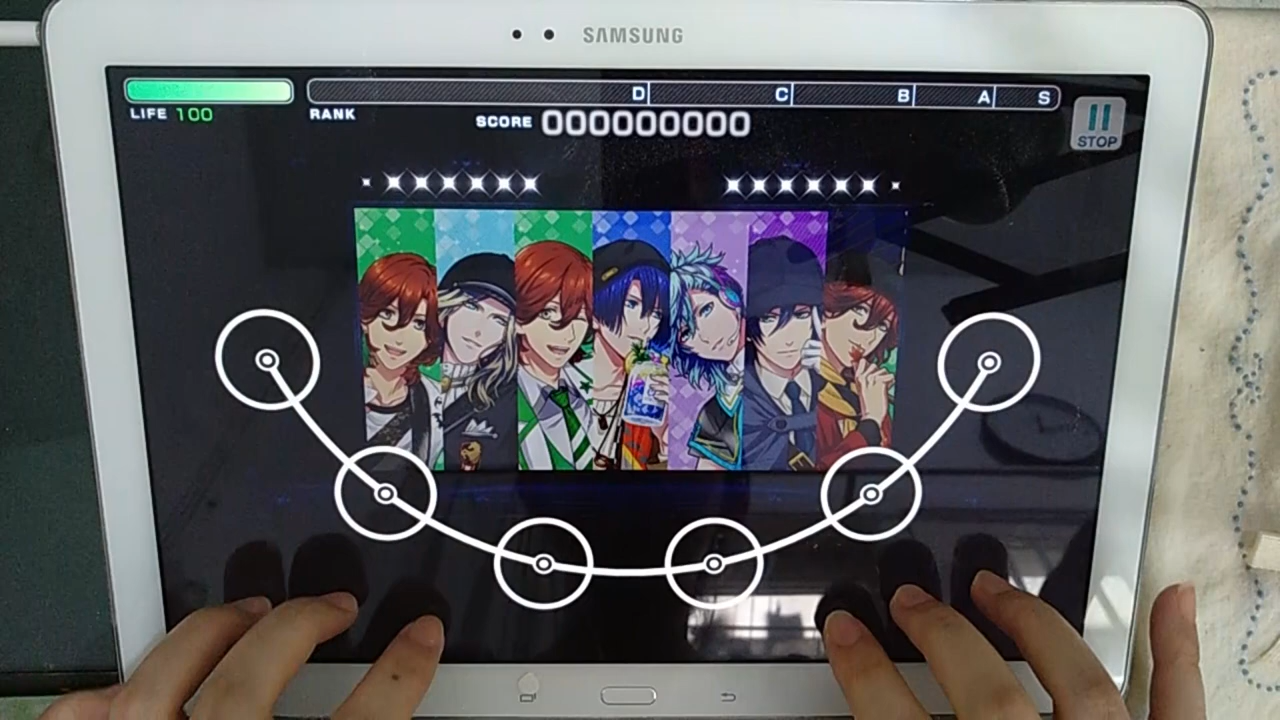 SAMSUNG
D C B A S
LIFE 100
RANK
SCORE 000000000
STOP